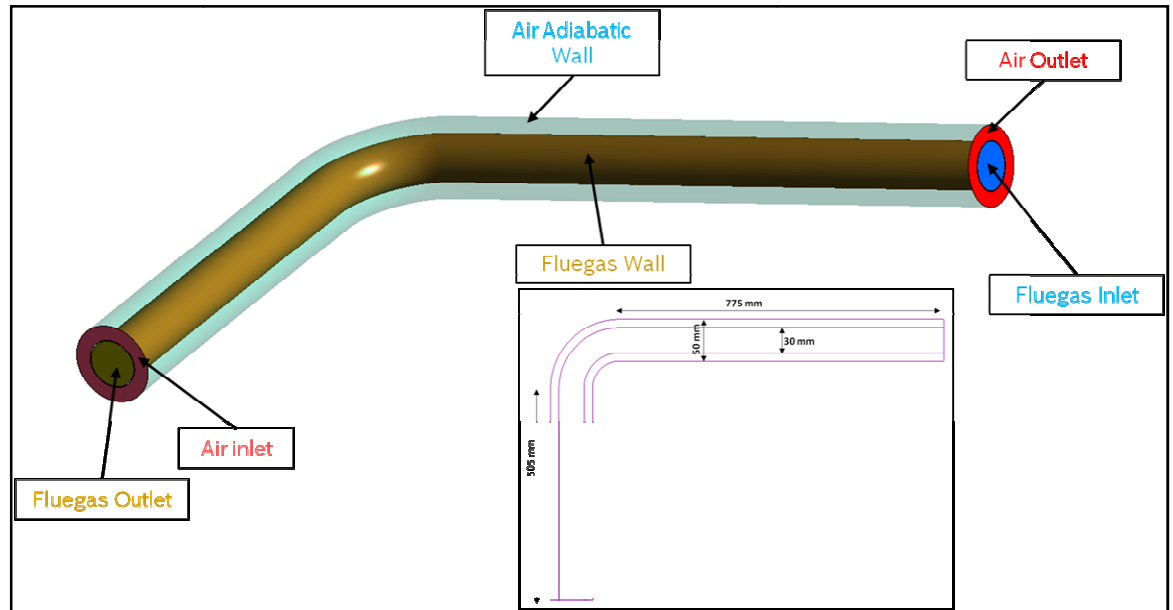 Air Adiabatic
Wall
Air Outlet
Fluegas Wall
Fluegas Inlet
775 mm
50 mm
30 mm
505 mm
Air inlet
Fluegas Outlet